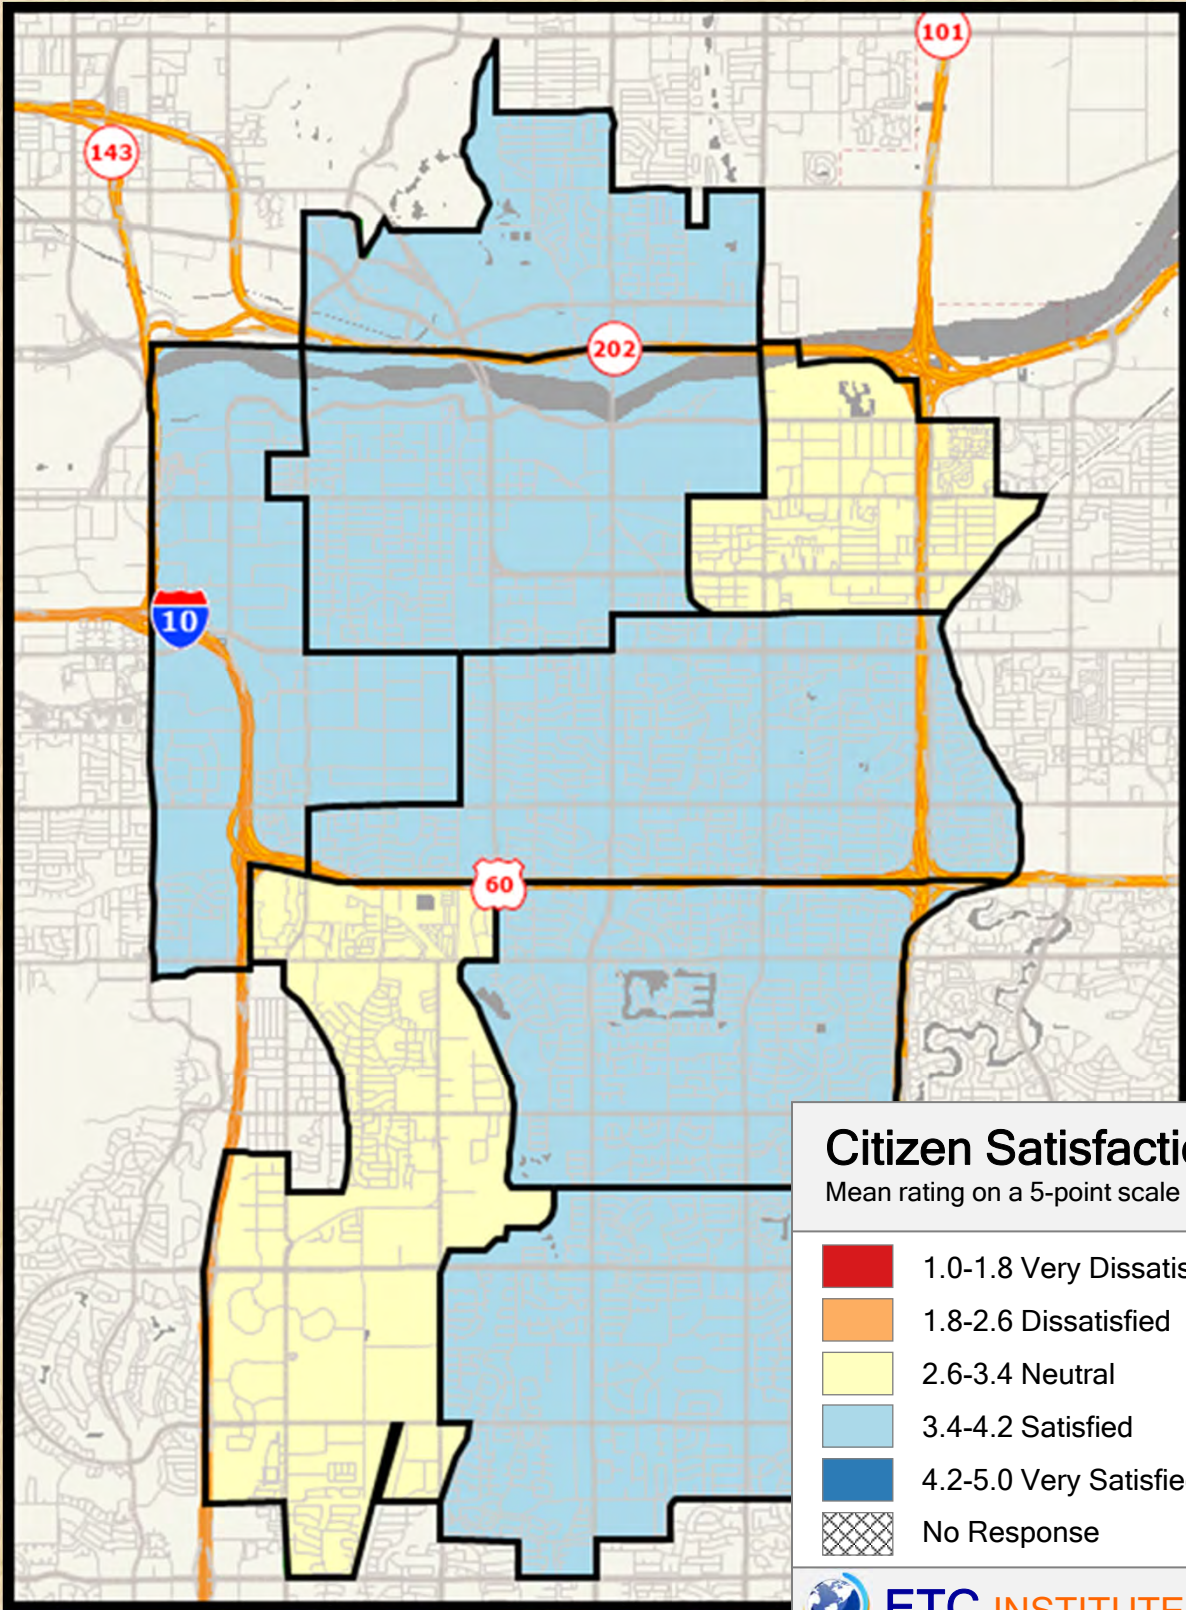 101
143
202
10
60
Citizen Satisfactio
Mean rating on a 5-point scale
1.0-1.8 Very Dissatis
1.8-2.6 Dissatisfied
2.6-3.4 Neutral
3.4-4.2 Satisfied
4.2-5.0 Very Satisfie
No Response
ETC INSTITUTE